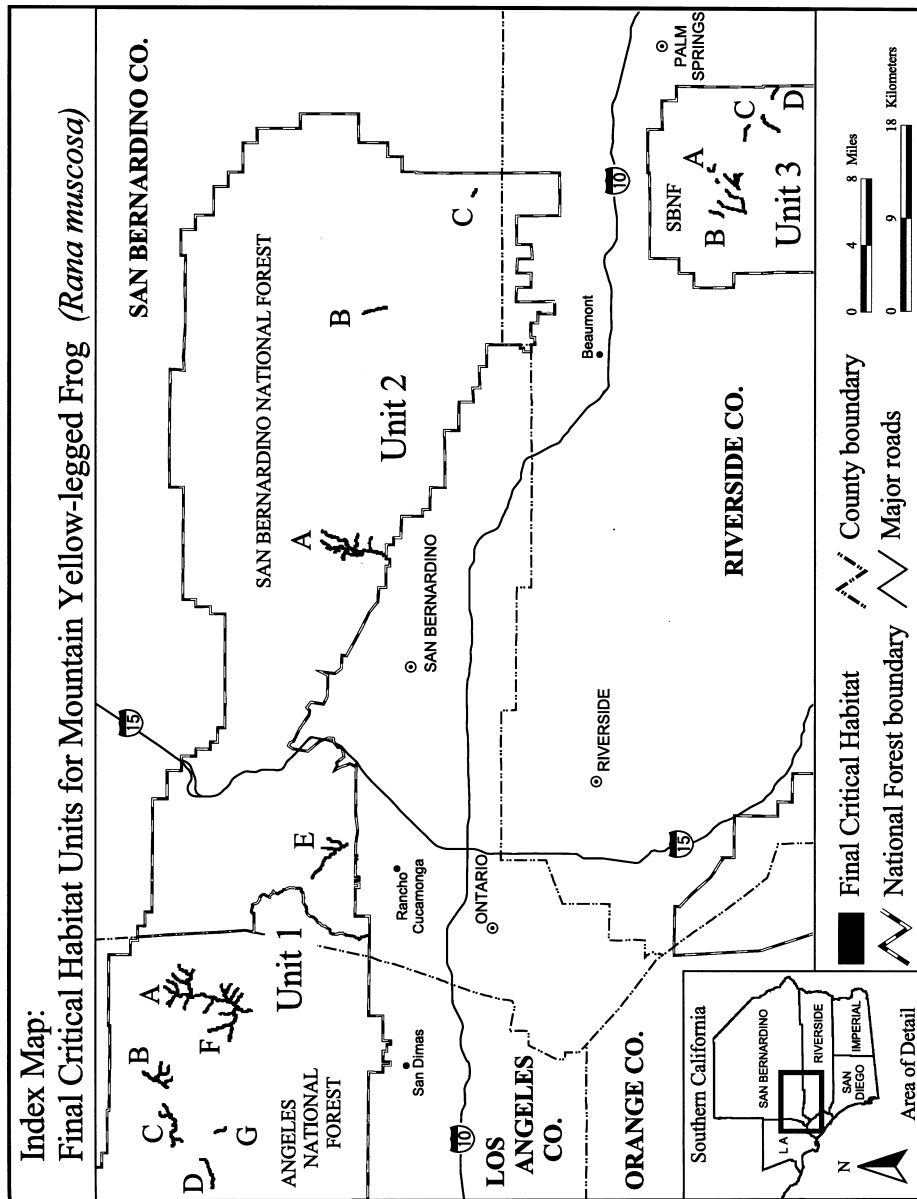 Index Map:
Final Critical Habitat Units for Mountain Yellow-legged Frog (Rana muscosa)
SAN BERNARDINO CO.
SAN BERNARDINO NATIONAL FOREST
Unit 2
A
B
C
15
ANGELES
NATIONAL
FOREST
Unit 1
A
B
C
D
E
F
G
San Dimas
Rancho
Cucamonga
ONTARIO
SAN BERNARDINO
10
LOS
ANGELES
CO.
ORANGE CO.
RIVERSIDE
15
RIVERSIDE CO.
Beaumont
10
PALM
SPRINGS
SBNF
A
B
C
D
Unit 3
Southern California
SAN BERNARDINO
L A
RIVERSIDE
SAN
DIEGO
IMPERIAL
N
Area of Detail
Final Critical Habitat
National Forest boundary
County boundary
Major roads
0 4 8 Miles
0 9 18 Kilometers